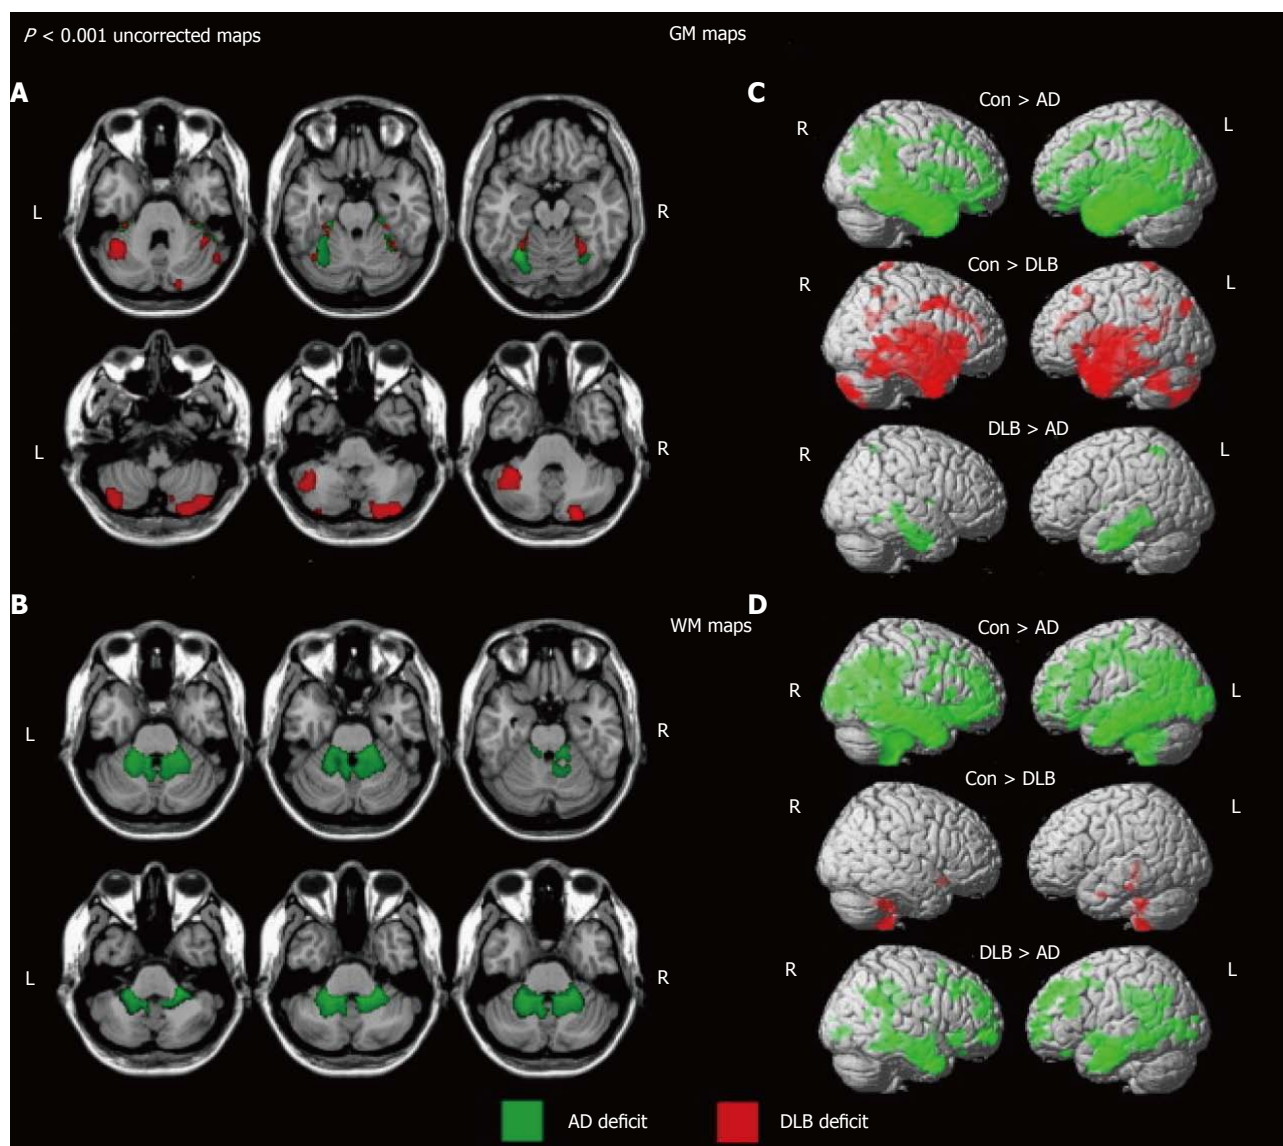 P < 0.001 uncorrected maps
GM maps
A
L
R
L
R
C
Con > AD
R
L
Con > DLB
R
L
DLB > AD
R
L
B
WM maps
L
R
L
R
D
Con > AD
R
L
Con > DLB
R
L
DLB > AD
R
L
AD deficit
DLB deficit